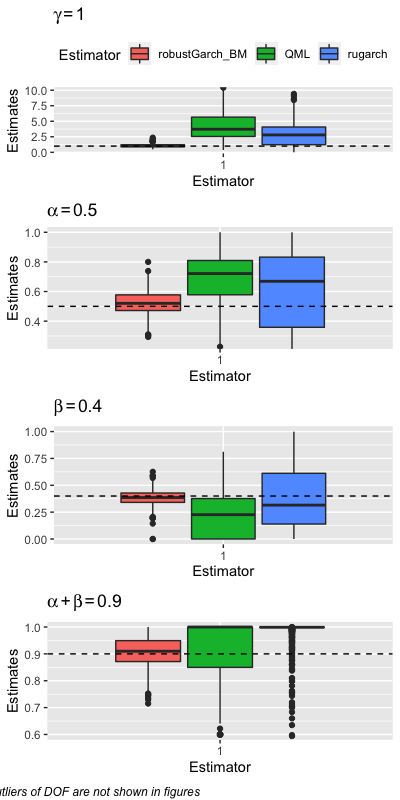 γ = 1
Estimator robustGarch_BM QML rugarch
10.0
7.5
5.0
2.5
0.0
Estimates
1
Estimator
α = 0.5
1.0
0.8
0.6
0.4
Estimates
1
Estimator
β = 0.4
1.00
0.75
0.50
0.25
0.00
Estimates
1
Estimator
α + β = 0.9
1.0
0.9
0.8
0.7
0.6
Estimates
1
Estimator
utliers of DOF are not shown in figures